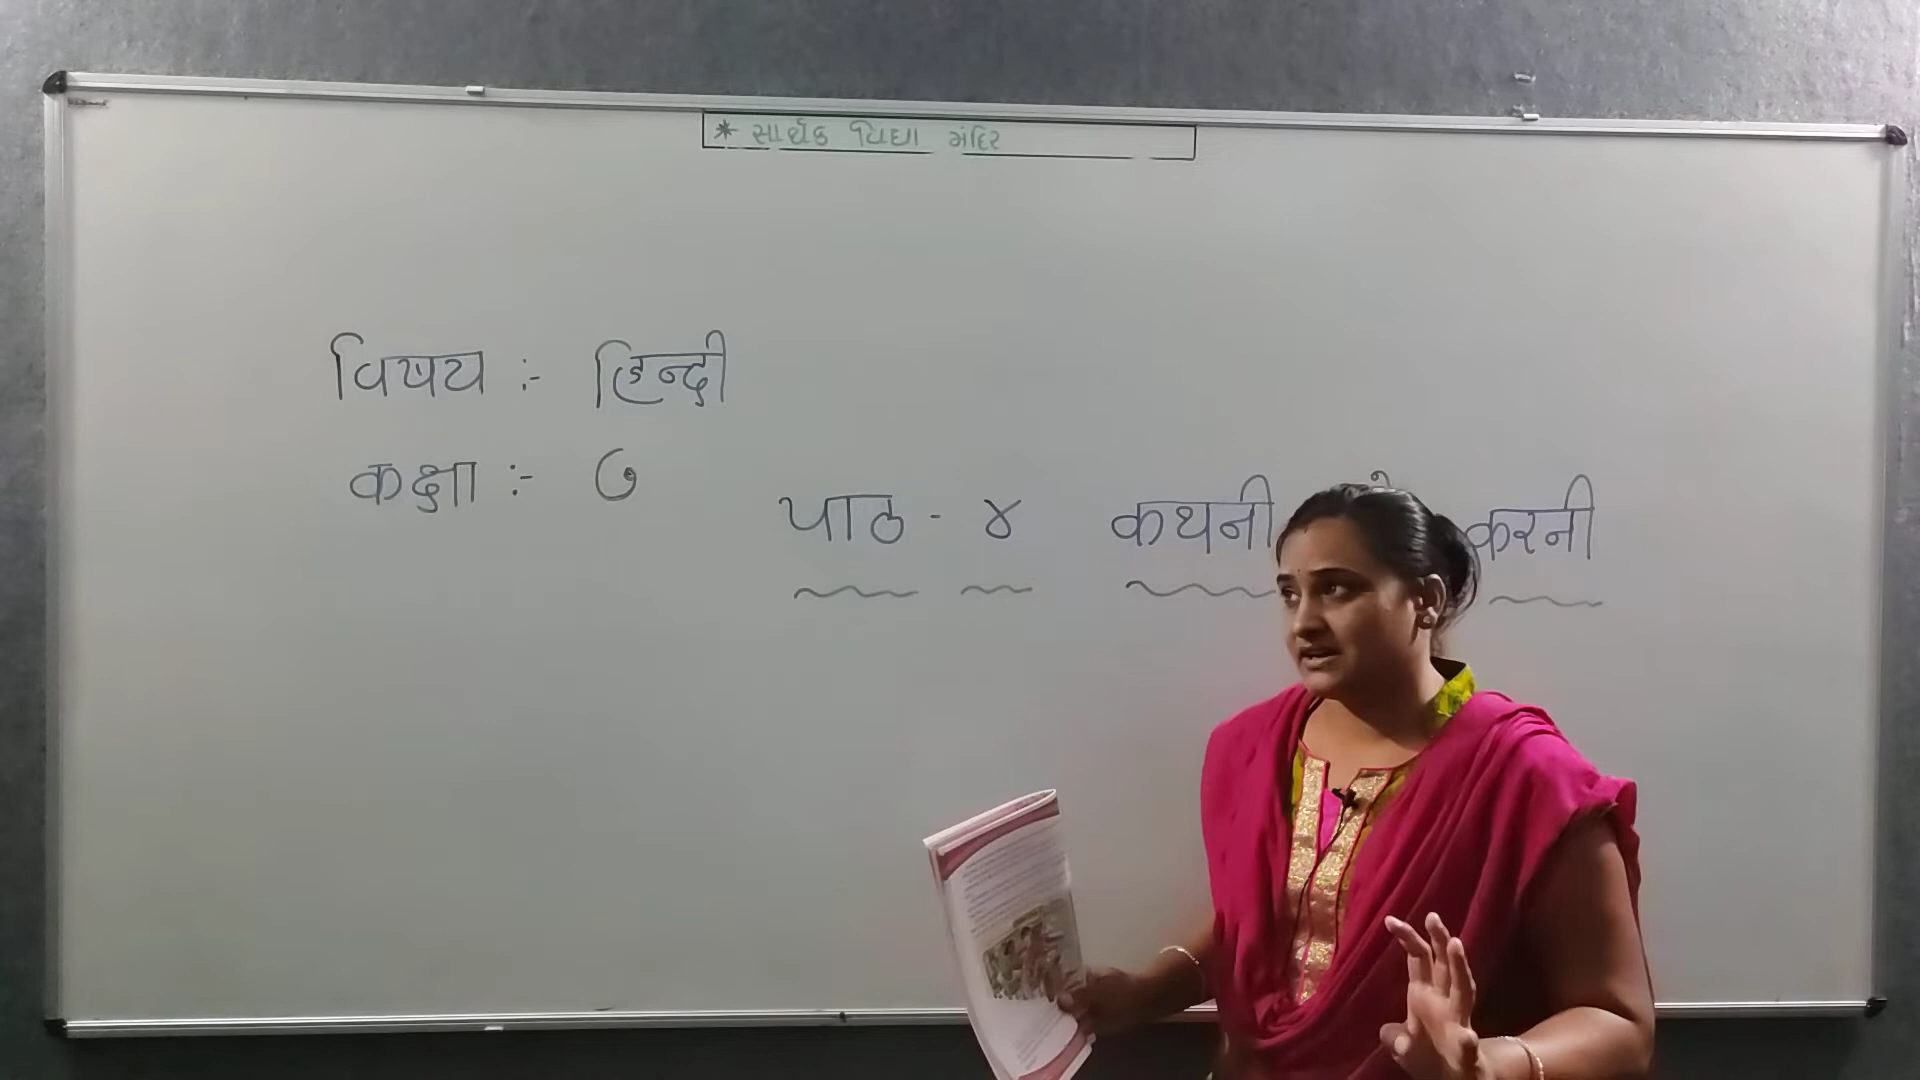 * સાર્થક વિદ્યા મંદિર
विषय :- हिन्दी
कक्षा :- ७
पाठ - ४ कथनी करनी